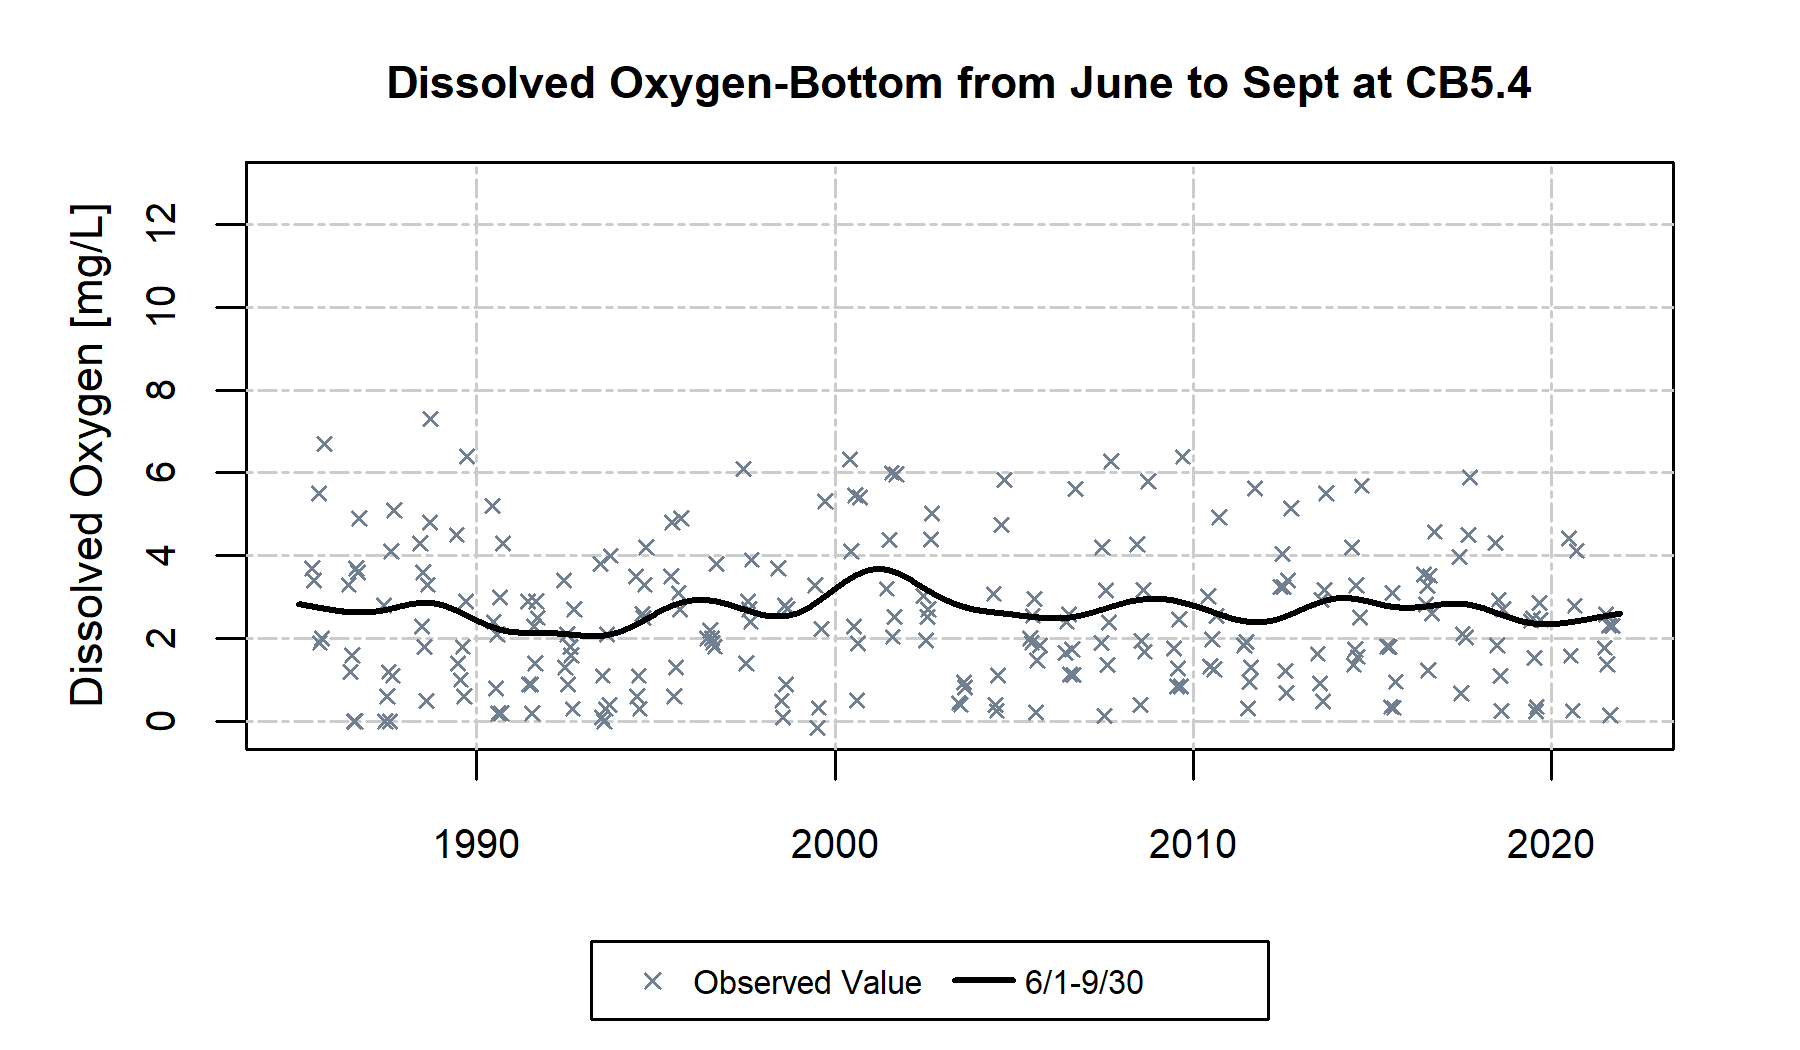 Dissolved Oxygen-Bottom from June to Sept at CB5.4
Dissolved Oxygen [mg/L]
12
10
8
6
4
2
0
1990 2000 2010 2020
Observed Value 6/1-9/30